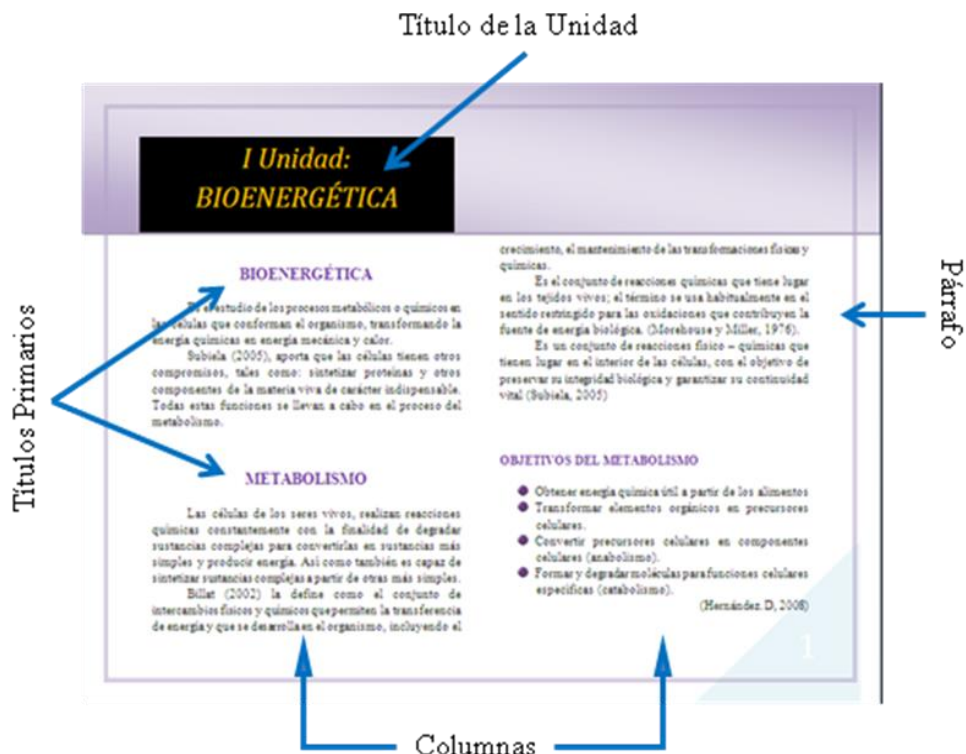 Título de la Unidad
I Unidad:
BIOENERGÉTICA
Títulos Primarios
BIOENERGÉTICA
el estudio de los procesos metabólicos o químicos en
las células que conforman el organismo, transformando la
energía químicas en energía mecánica y calor.
Subiela (2005), aporta que las células tienen otros
compromisos, tales como: sintetizar proteínas y otros
componentes de la materia viva de carácter indispensable.
Todas estas funciones se llevan a cabo en el proceso del
metabolismo.
METABOLISMO
Las células de los seres vivos, realizan reacciones
químicas constantemente con la finalidad de degradar
sustancias complejas para convertirlas en sustancias más
simples y producir energía. Así como también es capaz de
sintetizar sustancias complejas a partir de otras más simples.
Billat (2002) la define como el conjunto de
intercambios físicos y químicos que permiten la transferencia
de energía y que se desarrolla en el organismo, incluyendo el
crecimiento, el mantenimiento de las transformaciones físicas y
químicas.
Es el conjunto de reacciones químicas que tiene lugar
en los tejidos vivos; el término se usa habitualmente en el
sentido restringido para las oxidaciones que contribuyen la
fuente de energía biológica. (Morehouse y Miller, 1976).
Es un conjunto de reacciones físico – químicas que
tienen lugar en el interior de las células, con el objetivo de
preservar su integridad biológica y garantizar su continuidad
vital (Subiela, 2005)
OBJETIVOS DEL METABOLISMO
Obtener energía química útil a partir de los alimentos
Transformar elementos orgánicos en precursores
celulares.
Convertir precursores celulares en componentes
celulares (anabolismo).
Formar y degradar moléculas para funciones celulares
específicas (catabolismo).
(Hernández. D, 2008)
1
Párrafo
Columnas